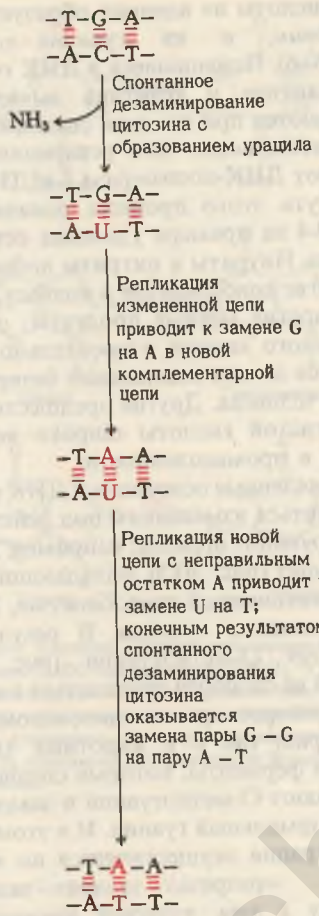 –T–G–A–
–A–C–T–
NH₃
Спонтанное
дезаминирование
цитозина с
образованием урацила
–T–G–A–
–A–U–T–
Репликация
измененной цепи
приводит к замене G
на A в новой
комплементарной
цепи
–T–A–A–
–A–U–T–
Репликация новой
цепи с неправильным
остатком A приводит
замене U на T;
конечным результатом
спонтанного
дезаминирования
цитозина
оказывается
замена пары G–G
на пару A–T
–T–A–A–
–A–T–T–